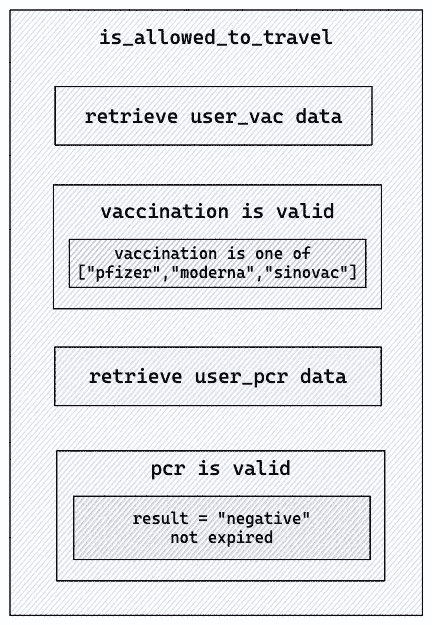 is_allowed_to_travel
retrieve user_vac data
vaccination is valid
vaccination is one of
["pfizer","moderna","sinovac"]
retrieve user_pcr data
pcr is valid
result = "negative"
not expired